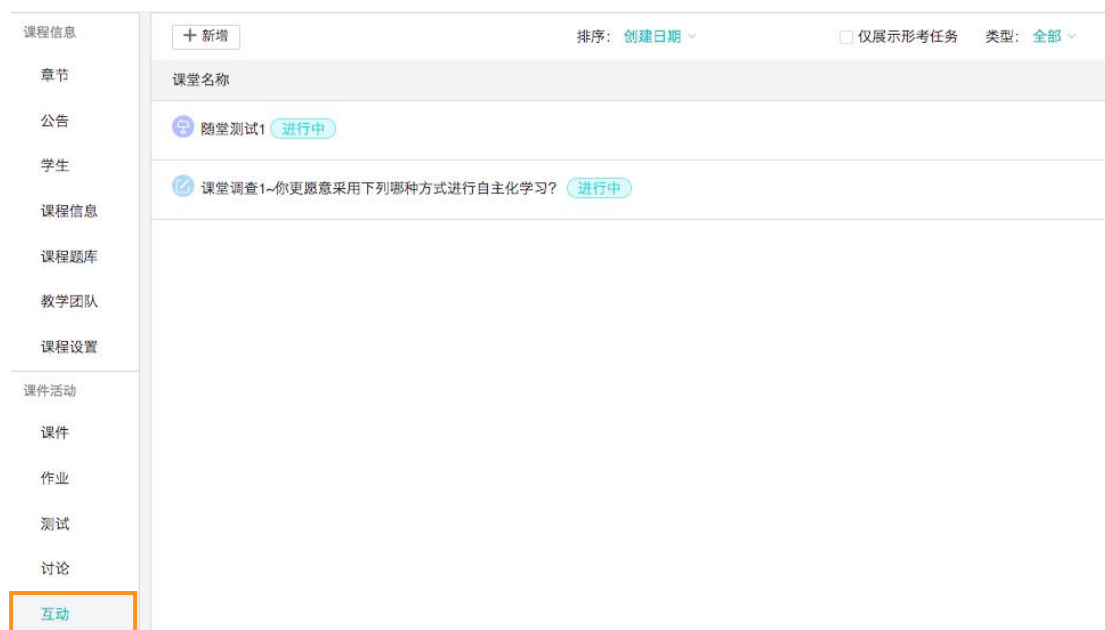 课程信息
章节
公告
学生
课程信息
课程题库
教学团队
课程设置
课件活动
课件
作业
测试
讨论
互动
新增 排序: 创建日期 仅展示形考任务 类型: 全部
课堂名称
随堂测试1 进行中
课堂调查1~你更愿意采用下列哪种方式进行自主化学习? 进行中